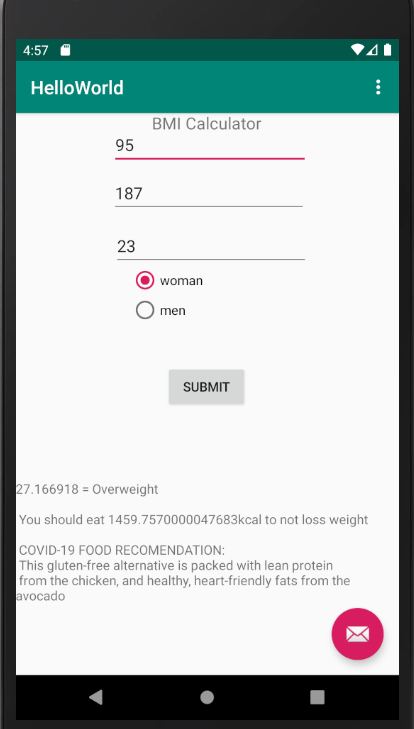 4:57
HelloWorld
BMI Calculator
95
187
23
woman
men
SUBMIT
27.166918 = Overweight
You should eat 1459.7570000047683kcal to not loss weight
COVID-19 FOOD RECOMENDATION:
This gluten-free alternative is packed with lean protein
from the chicken, and healthy, heart-friendly fats from the
avocado